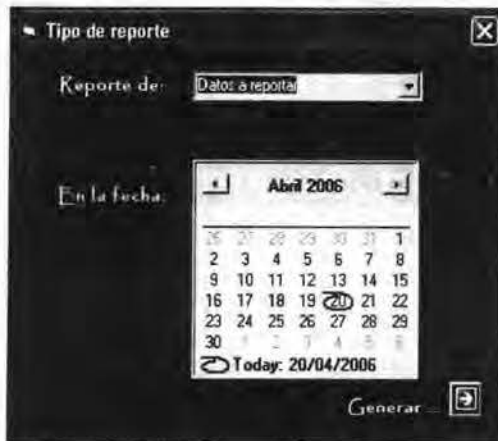 Tipo de reporte
Reporte de:
Datos a reportar
En la fecha:
Abril 2006
26 27 28 29 30 31 1
2 3 4 5 6 7 8
9 10 11 12 13 14 15
16 17 18 19 20 21 22
23 24 25 26 27 28 29
30 1 2 3 4 5 6
Today: 20/04/2006
Generar ...